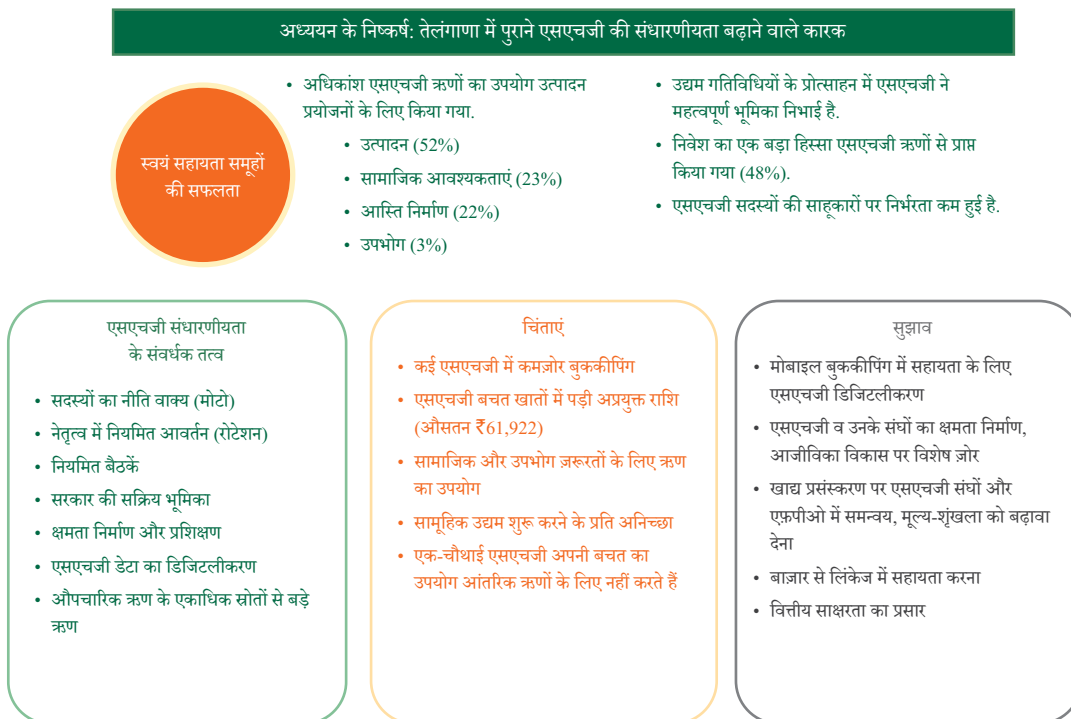 अध्ययन के निष्कर्ष: तेलंगाणा में पुराने एसएचजी की संधारणीयता बढ़ाने वाले कारक
स्वयं सहायता समूहों
की सफलता
• अधिकांश एसएचजी ऋणों का उपयोग उत्पादन
प्रयोजनों के लिए किया गया.
• उत्पादन (52%)
• सामाजिक आवश्यकताएं (23%)
• आस्ति निर्माण (22%)
• उपभोग (3%)
• उद्यम गतिविधियों के प्रोत्साहन में एसएचजी ने
महत्वपूर्ण भूमिका निभाई है.
• निवेश का एक बड़ा हिस्सा एसएचजी ऋणों से प्राप्त
किया गया (48%).
• एसएचजी सदस्यों की साहूकारों पर निर्भरता कम हुई है.
एसएचजी संधारणीयता
के संवर्धक तत्व
• सदस्यों का नीति वाक्य (मोटो)
• नेतृत्व में नियमित आवर्तन (रोटेशन)
• नियमित बैठकें
• सरकार की सक्रिय भूमिका
• क्षमता निर्माण और प्रशिक्षण
• एसएचजी डेटा का डिजिटलीकरण
• औपचारिक ऋण के एकाधिक स्रोतों से बड़े
ऋण
चिंताएं
• कई एसएचजी में कमज़ोर बुककीपिंग
• एसएचजी बचत खातों में पड़ी अप्रयुक्त राशि
(औसतन ₹61,922)
• सामाजिक और उपभोग ज़रूरतों के लिए ऋण
का उपयोग
• सामूहिक उद्यम शुरू करने के प्रति अनिच्छा
• एक-चौथाई एसएचजी अपनी बचत का
उपयोग आंतरिक ऋणों के लिए नहीं करते हैं
सुझाव
• मोबाइल बुककीपिंग में सहायता के लिए
एसएचजी डिजिटलीकरण
• एसएचजी व उनके संघों का क्षमता निर्माण,
आजीविका विकास पर विशेष ज़ोर
• खाद्य प्रसंस्करण पर एसएचजी संघों और
एफ़पीओ में समन्वय, मूल्य-शृंखला को बढ़ावा
देना
• बाज़ार से लिंकेज में सहायता करना
• वित्तीय साक्षरता का प्रसार